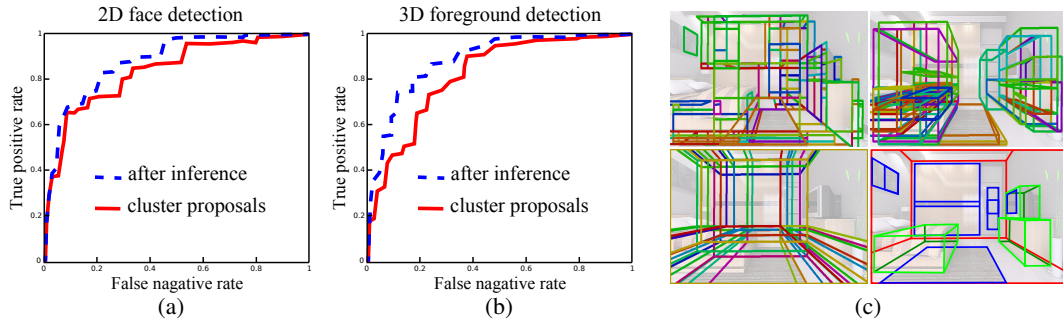 2D face detection
1
0.8
0.6
0.4
0.2
0
True positive rate
after inference
cluster proposals
0.2 0.4 0.6 0.8 1
False nagative rate
(a)
3D foreground detection
1
0.8
0.6
0.4
0.2
0
True positive rate
after inference
cluster proposals
0.2 0.4 0.6 0.8 1
False nagative rate
(b)
(c)